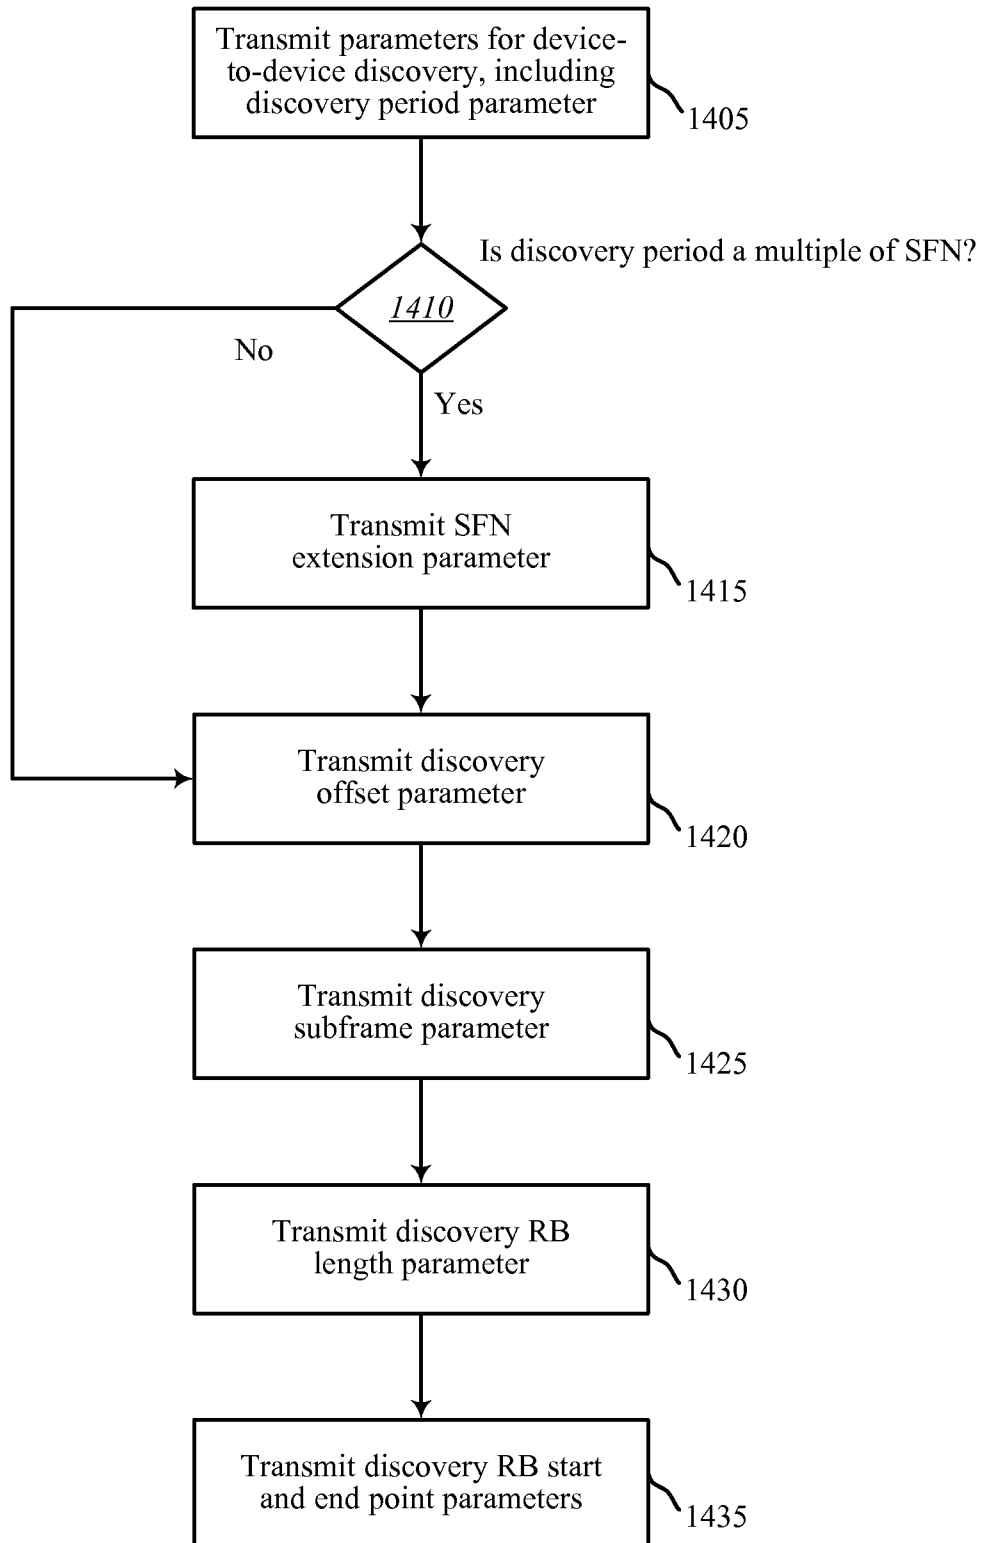 Transmit parameters for device-
to-device discovery, including
discovery period parameter
1405
Is discovery period a multiple of SFN?
1410
No
Yes
Transmit SFN
extension parameter
1415
Transmit discovery
offset parameter
1420
Transmit discovery
subframe parameter
1425
Transmit discovery RB
length parameter
1430
Transmit discovery RB start
and end point parameters
1435